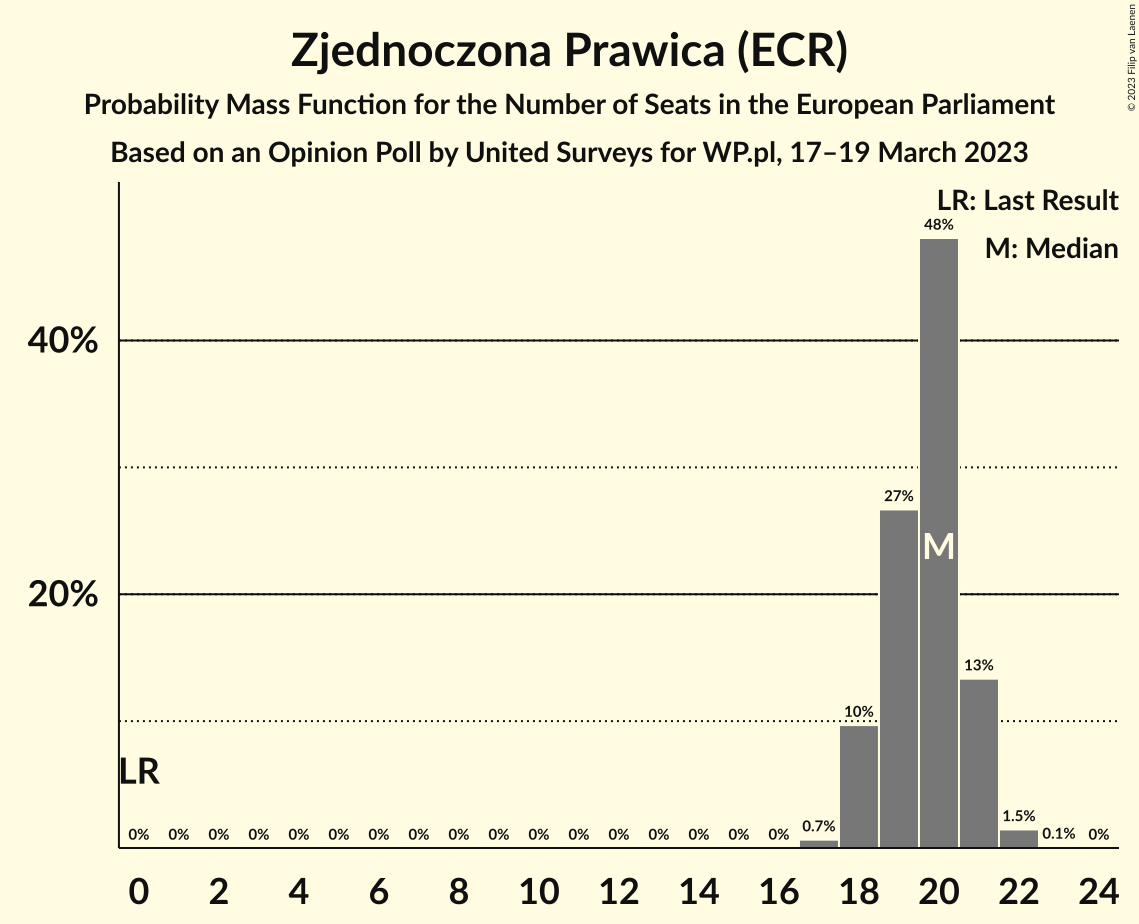 Zjednoczona Prawica (ECR)
Probability Mass Function for the Number of Seats in the European Parliament
Based on an Opinion Poll by United Surveys for WP.pl, 17–19 March 2023
© 2023 Filip van Laenen
LR: Last Result
48%
M: Median
40%
27%
M
20%
13%
10%
LR
0% 0% 0% 0% 0% 0% 0% 0% 0% 0% 0% 0% 0% 0% 0% 0% 0% 0.7% 1.5% 0.1% 0%
0 2 4 6 8 10 12 14 16 18 20 22 24